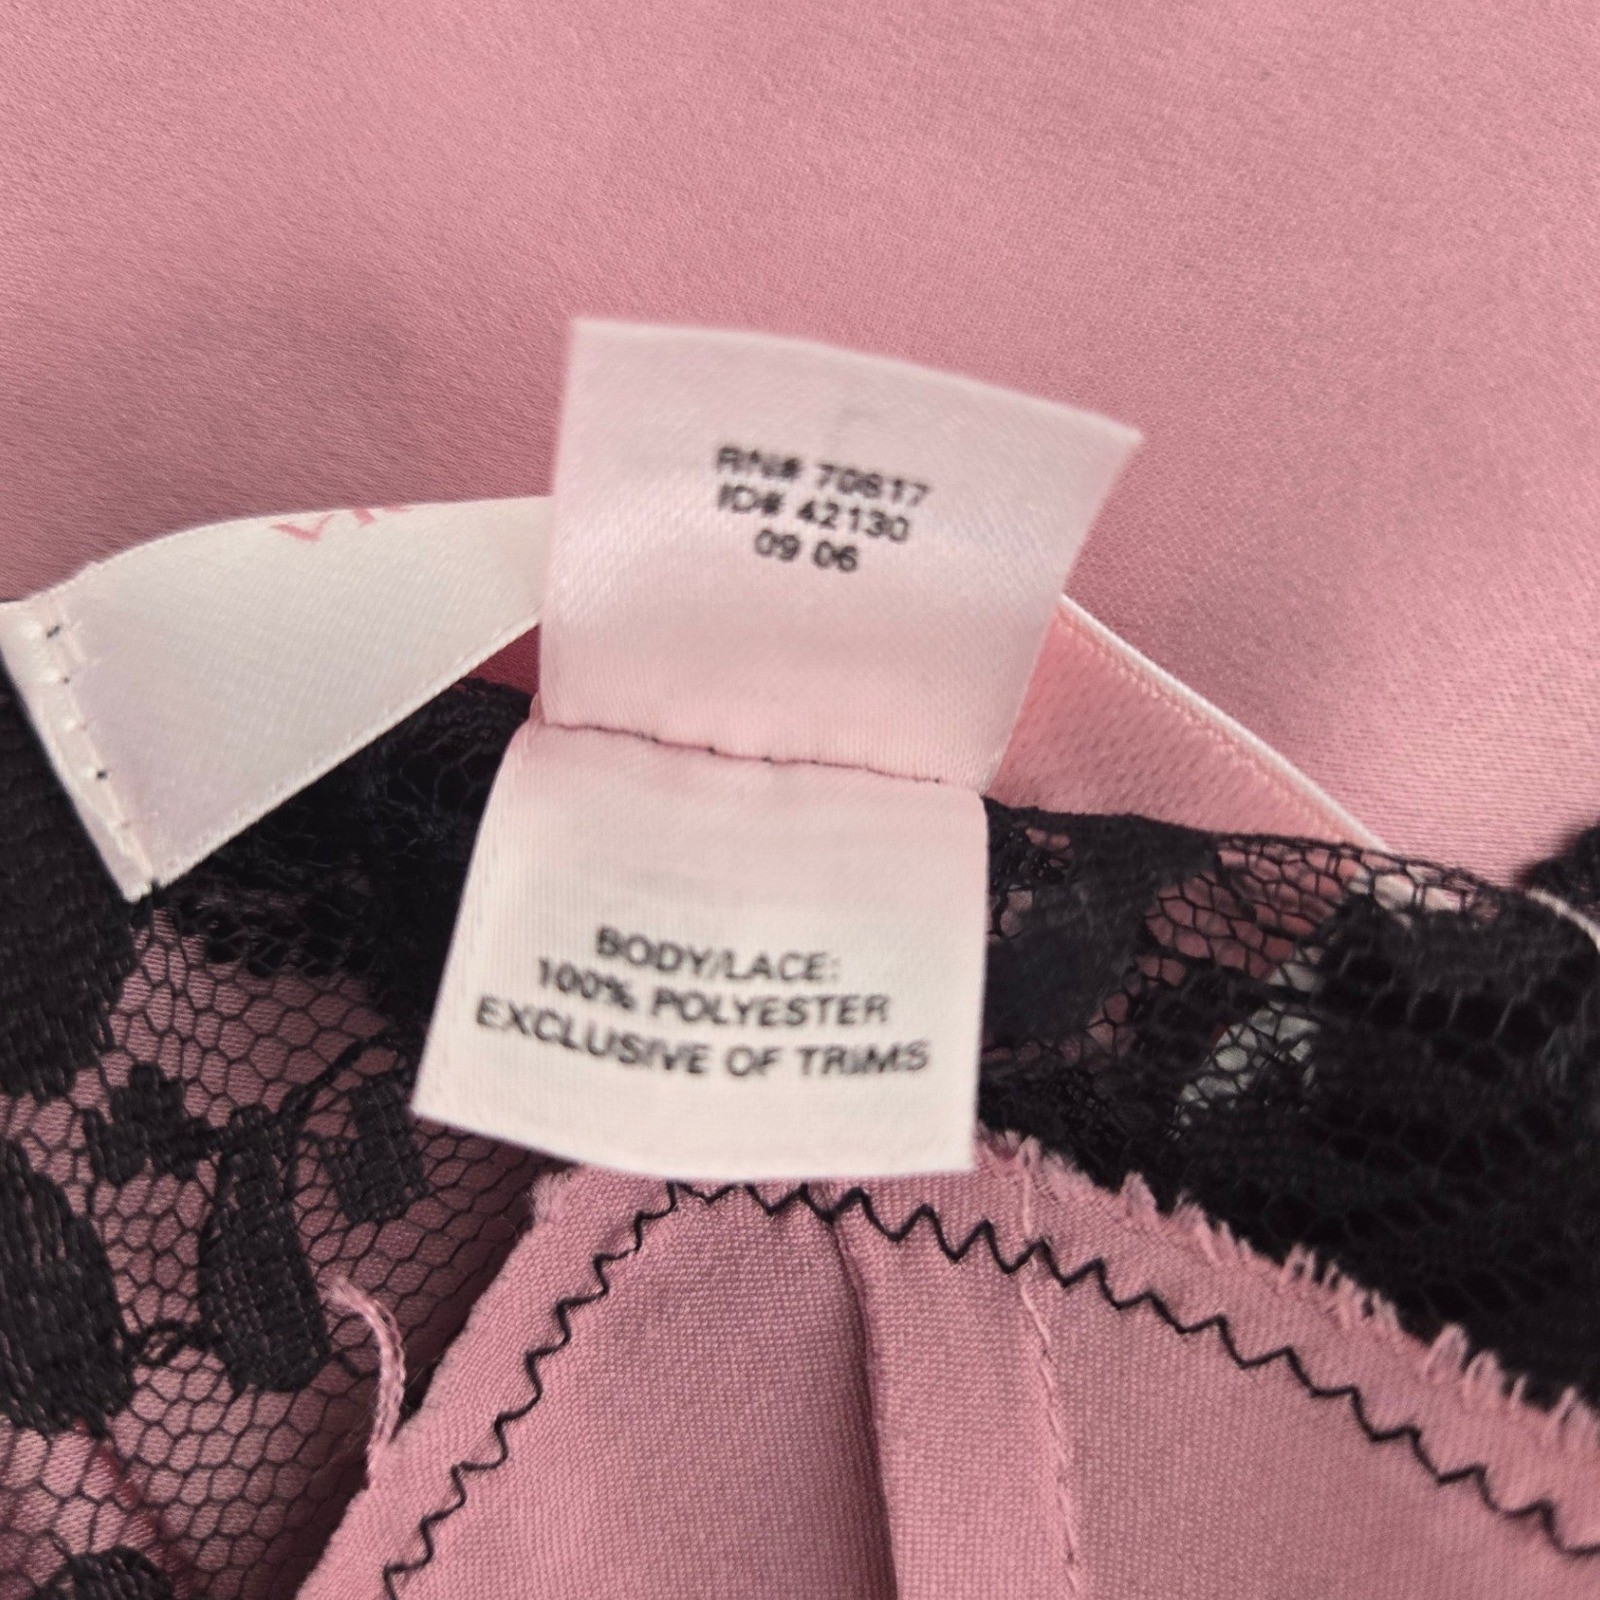 RN# 70817
ID# 42130
09 06
BODY/LACE:
100% POLYESTER
EXCLUSIVE OF TRIMS